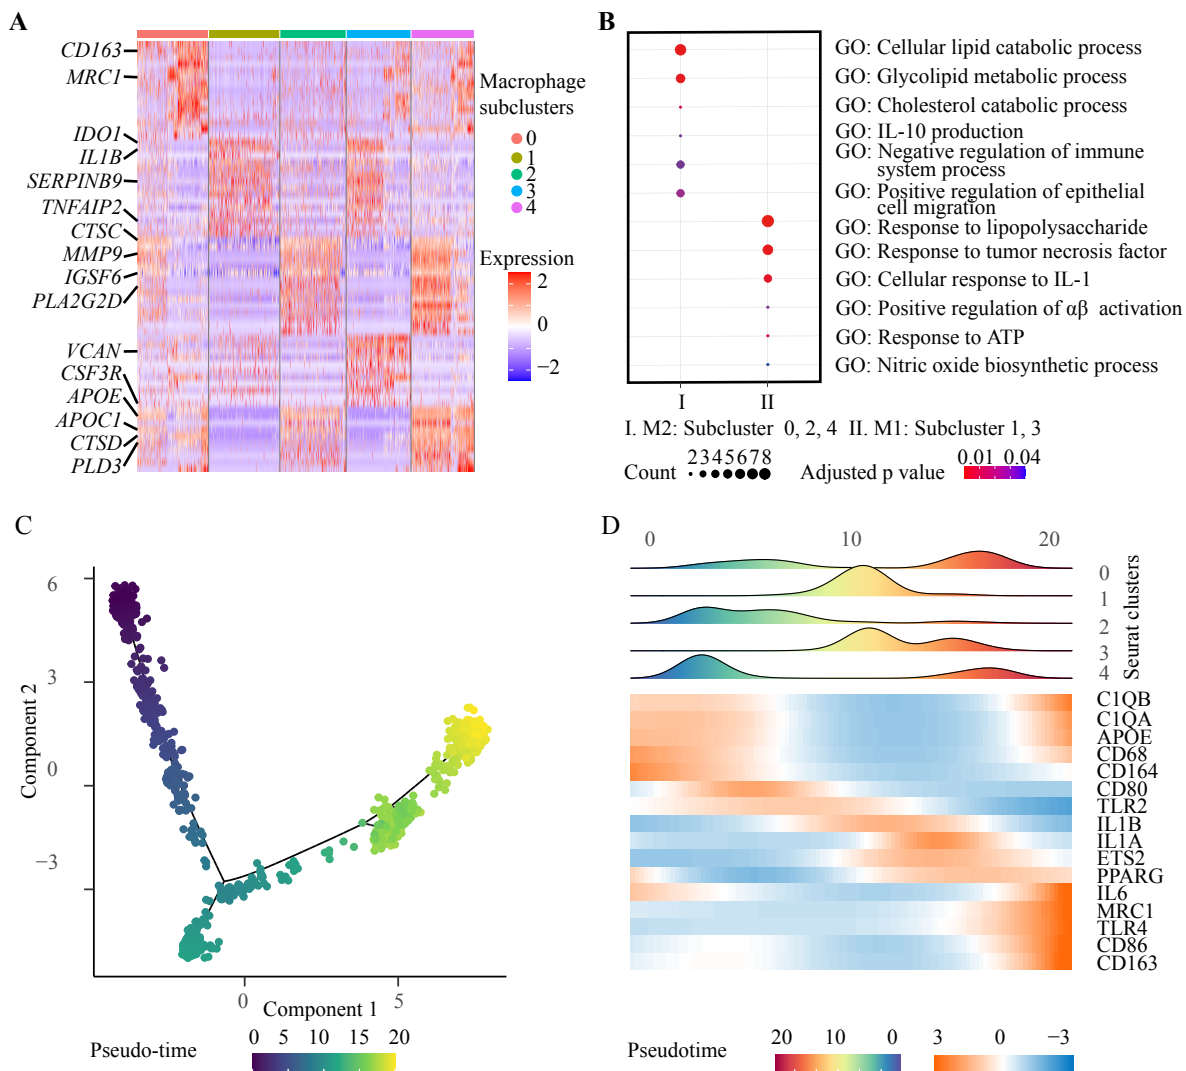 A
CD163
MRC1
IDO1
IL1B
SERPINB9
TNFAIP2
CTSC
MMP9
IGSF6
PLA2G2D
VCAN
CSF3R
APOE
APOC1
CTSD
PLD3
Macrophage
subclusters
0
1
2
3
4
Expression
2
0
−2
B
GO: Cellular lipid catabolic process
GO: Glycolipid metabolic process
GO: Cholesterol catabolic process
GO: IL-10 production
GO: Negative regulation of immune
system process
GO: Positive regulation of epithelial
cell migration
GO: Response to lipopolysaccharide
GO: Response to tumor necrosis factor
GO: Cellular response to IL-1
GO: Positive regulation of αβ activation
GO: Response to ATP
GO: Nitric oxide biosynthetic process
I II
I. M2: Subcluster 0, 2, 4 II. M1: Subcluster 1, 3
2345678
Count
Adjusted p value
0.01 0.04
C
6
3
0
−3
Component 2
0 5
Component 1
Pseudo-time
0 5 10 15 20
D
0 10 20
0
1
2
3
4
Seurat clusters
C1QB
C1QA
APOE
CD68
CD164
CD80
TLR2
IL1B
IL1A
ETS2
PPARG
IL6
MRC1
TLR4
CD86
CD163
Pseudotime
20 10 0
3 0 −3